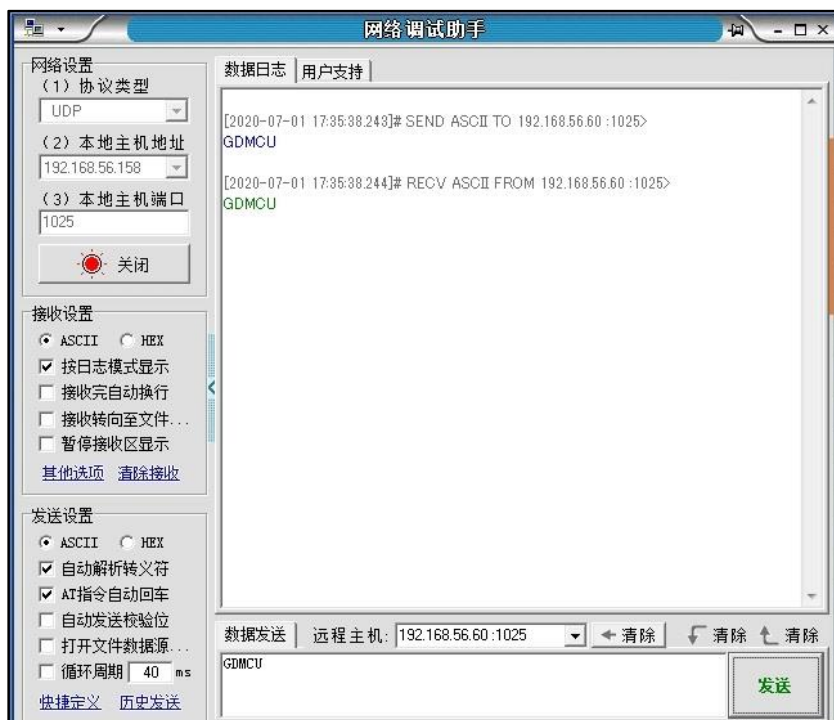 网络调试助手
网络设置
(1) 协议类型
UDP
(2) 本地主机地址
192.168.56.158
(3) 本地主机端口
1025
关闭
接收设置
ASCII HEX
按日志模式显示
接收完自动换行
接收转向至文件...
暂停接收区显示
其他选项 清除接收
发送设置
ASCII HEX
自动解析转义符
AT指令自动回车
自动发送校验位
打开文件数据源...
循环周期 40 ms
快捷定义 历史发送
数据日志 用户支持
[2020-07-01 17:35:38.243]# SEND ASCII TO 192.168.56.60 :1025>
GDMCU
[2020-07-01 17:35:38.244]# RECV ASCII FROM 192.168.56.60 :1025>
GDMCU
数据发送 远程主机: 192.168.56.60 :1025 清除 清除 清除
GDMCU
发送